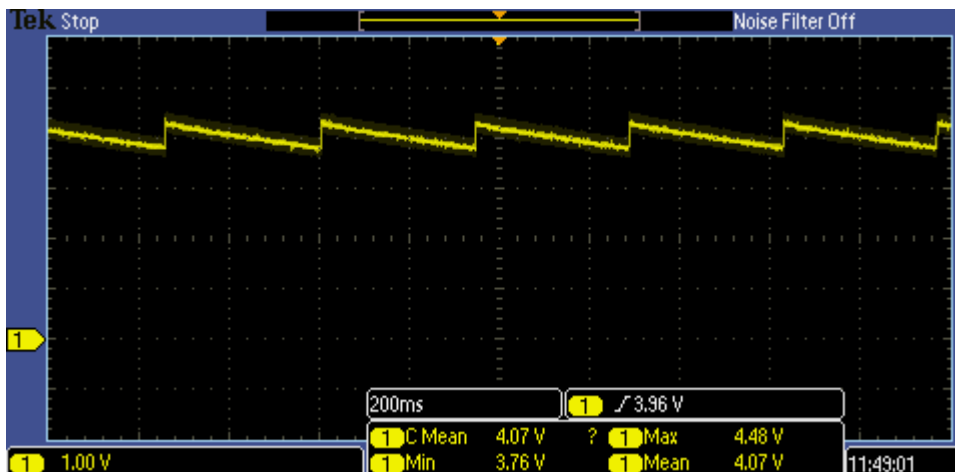 Tek Stop
Noise Filter Off
1
200ms
1 3.96 V
1 C Mean 4.07 V ? 1 Max 4.48 V
1 1.00 V
1 Min 3.76 V 1 Mean 4.07 V
11:49:01